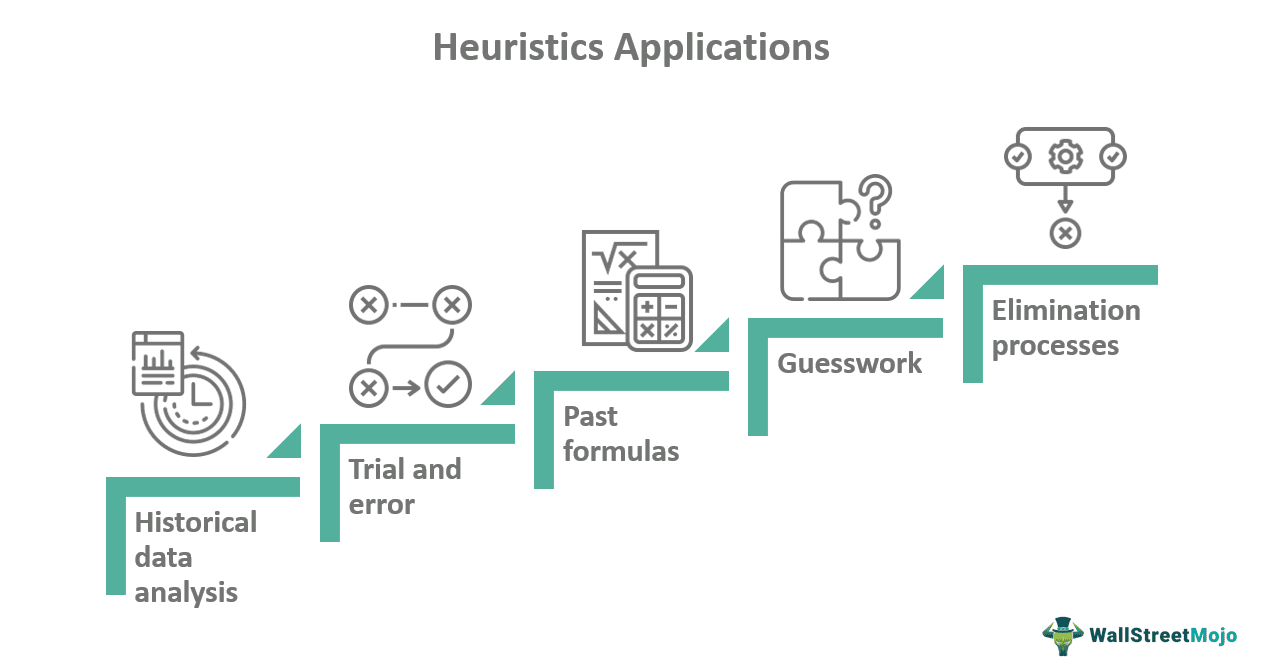 Heuristics Applications
Historical
data
analysis
Trial and
error
Past
formulas
Guesswork
Elimination
processes
WallStreetMojo